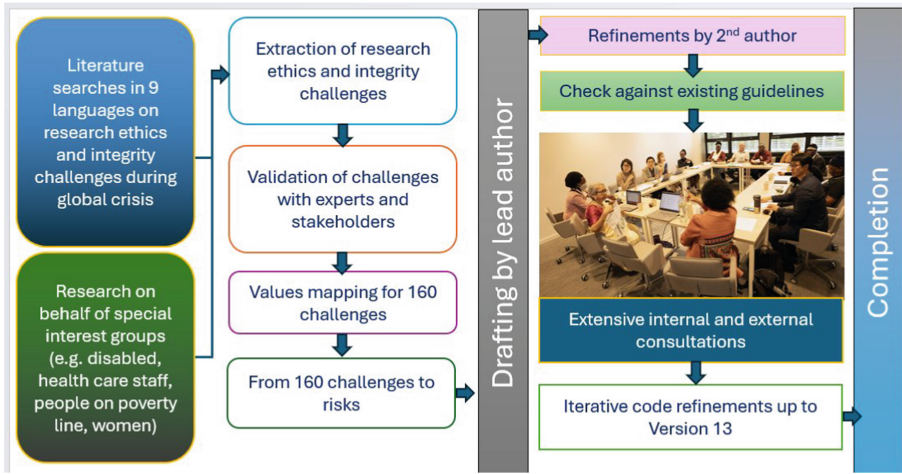 Literature
searches in 9
languages on
research ethics
and integrity
challenges during
global crisis
Research on
behalf of special
interest groups
(e.g. disabled,
health care staff,
people on poverty
line, women)
Extraction of research
ethics and integrity
challenges
Validation of challenges
with experts and
stakeholders
Values mapping for 160
challenges
From 160 challenges to
risks
Drafting by lead author
Refinements by 2nd author
Check against existing guidelines
Extensive internal and external
consultations
Iterative code refinements up to
Version 13
Completion